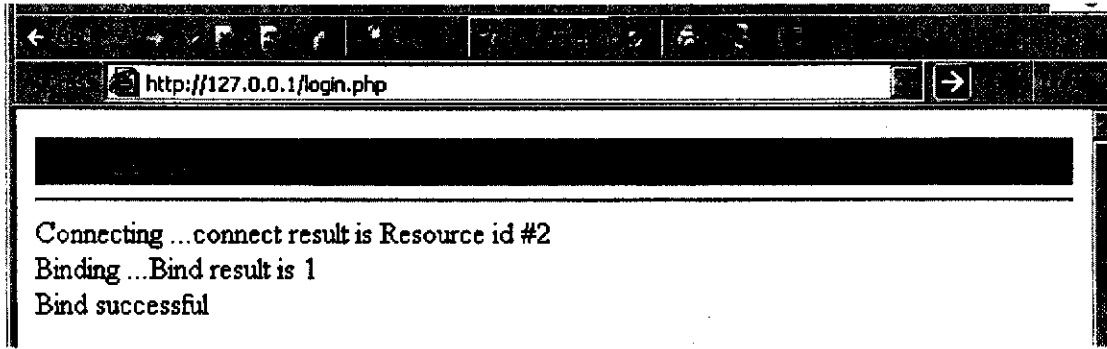 http://127.0.0.1/login.php
Connecting ...connect result is Resource id #2
Binding ...Bind result is 1
Bind successful